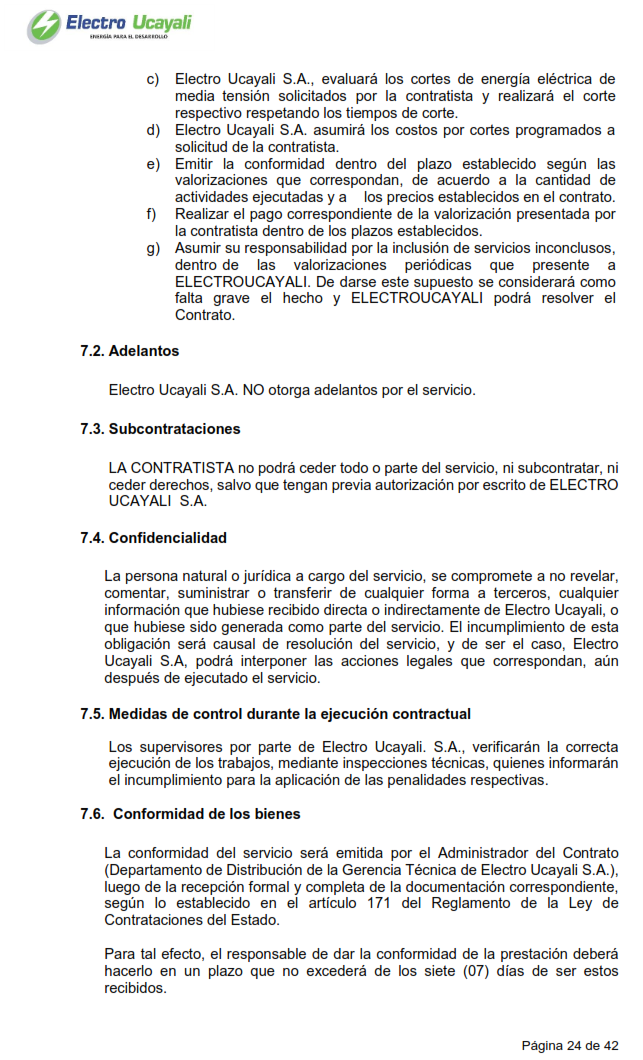 Electro Ucayali
ENERGÍA PARA EL DESARROLLO
c) Electro Ucayali S.A., evaluará los cortes de energía eléctrica de
media tensión solicitados por la contratista y realizará el corte
respectivo respetando los tiempos de corte.
d) Electro Ucayali S.A. asumirá los costos por cortes programados a
solicitud de la contratista.
e) Emitir la conformidad dentro del plazo establecido según las
valorizaciones que correspondan, de acuerdo a la cantidad de
actividades ejecutadas y a los precios establecidos en el contrato.
f) Realizar el pago correspondiente de la valorización presentada por
la contratista dentro de los plazos establecidos.
g) Asumir su responsabilidad por la inclusión de servicios inconclusos,
dentro de las valorizaciones periódicas que presente a
ELECTROUCAYALI. De darse este supuesto se considerará como
falta grave el hecho y ELECTROUCAYALI podrá resolver el
Contrato.
7.2. Adelantos
Electro Ucayali S.A. NO otorga adelantos por el servicio.
7.3. Subcontrataciones
LA CONTRATISTA no podrá ceder todo o parte del servicio, ni subcontratar, ni
ceder derechos, salvo que tengan previa autorización por escrito de ELECTRO
UCAYALI S.A.
7.4. Confidencialidad
La persona natural o jurídica a cargo del servicio, se compromete a no revelar,
comentar, suministrar o transferir de cualquier forma a terceros, cualquier
información que hubiese recibido directa o indirectamente de Electro Ucayali, o
que hubiese sido generada como parte del servicio. El incumplimiento de esta
obligación será causal de resolución del servicio, y de ser el caso, Electro
Ucayali S.A, podrá interponer las acciones legales que correspondan, aún
después de ejecutado el servicio.
7.5. Medidas de control durante la ejecución contractual
Los supervisores por parte de Electro Ucayali. S.A., verificarán la correcta
ejecución de los trabajos, mediante inspecciones técnicas, quienes informarán
el incumplimiento para la aplicación de las penalidades respectivas.
7.6. Conformidad de los bienes
La conformidad del servicio será emitida por el Administrador del Contrato
(Departamento de Distribución de la Gerencia Técnica de Electro Ucayali S.A.),
luego de la recepción formal y completa de la documentación correspondiente,
según lo establecido en el artículo 171 del Reglamento de la Ley de
Contrataciones del Estado.
Para tal efecto, el responsable de dar la conformidad de la prestación deberá
hacerlo en un plazo que no excederá de los siete (07) días de ser estos
recibidos.
Página 24 de 42